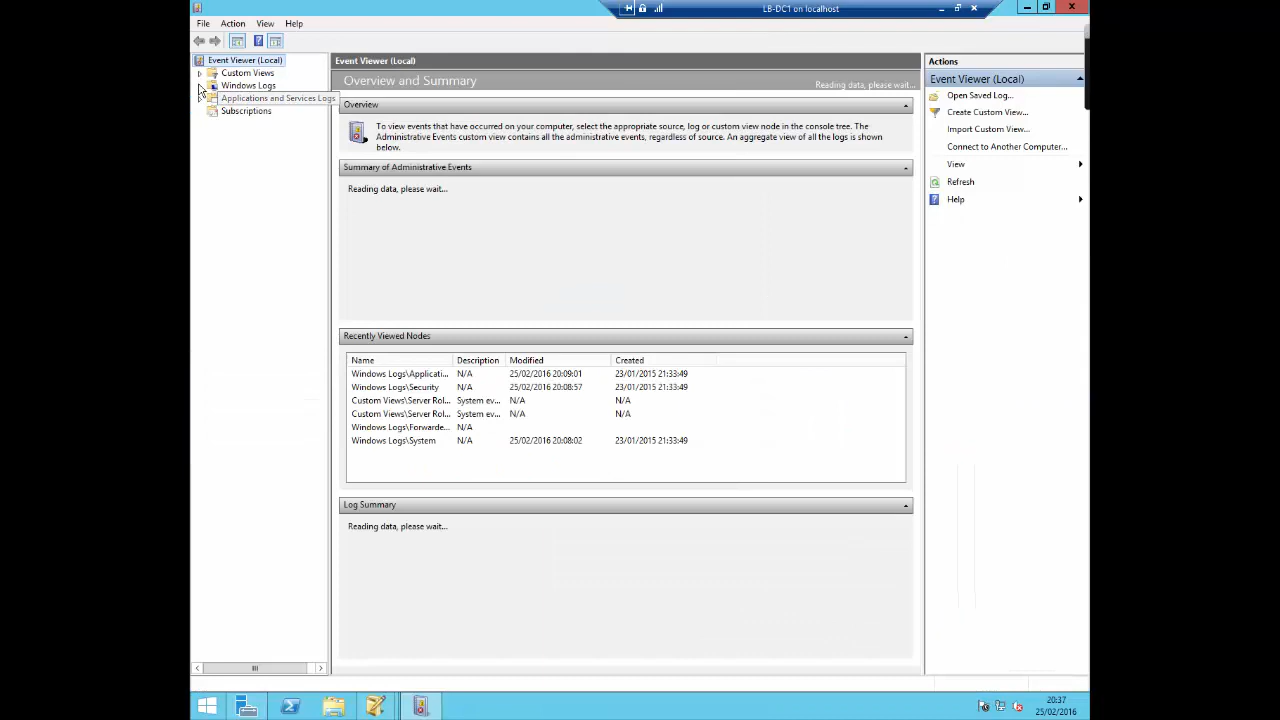 LB-DC1 on localhost
File Action View Help
Event Viewer (Local)
Custom Views
Windows Logs
Applications and Services Logs
Subscriptions
Event Viewer (Local)
Overview and Summary
Reading data, please wait...
Overview
To view events that have occurred on your computer, select the appropriate source, log or custom view node in the console tree. The
Administrative Events custom view contains all the administrative events, regardless of source. An aggregate view of all the logs is shown
below.
Summary of Administrative Events
Reading data, please wait...
Recently Viewed Nodes
Name Description Modified Created
Windows Logs\Applicati... N/A 25/02/2016 20:09:01 23/01/2015 21:33:49
Windows Logs\Security N/A 25/02/2016 20:08:57 23/01/2015 21:33:49
Custom Views\Server Rol... System ev... N/A N/A
Custom Views\Server Rol... System ev... N/A N/A
Windows Logs\Forwarde... N/A
Windows Logs\System N/A 25/02/2016 20:08:02 23/01/2015 21:33:49
Log Summary
Reading data, please wait...
Actions
Event Viewer (Local)
Open Saved Log...
Create Custom View...
Import Custom View...
Connect to Another Computer...
View
Refresh
Help
20:37
25/02/2016